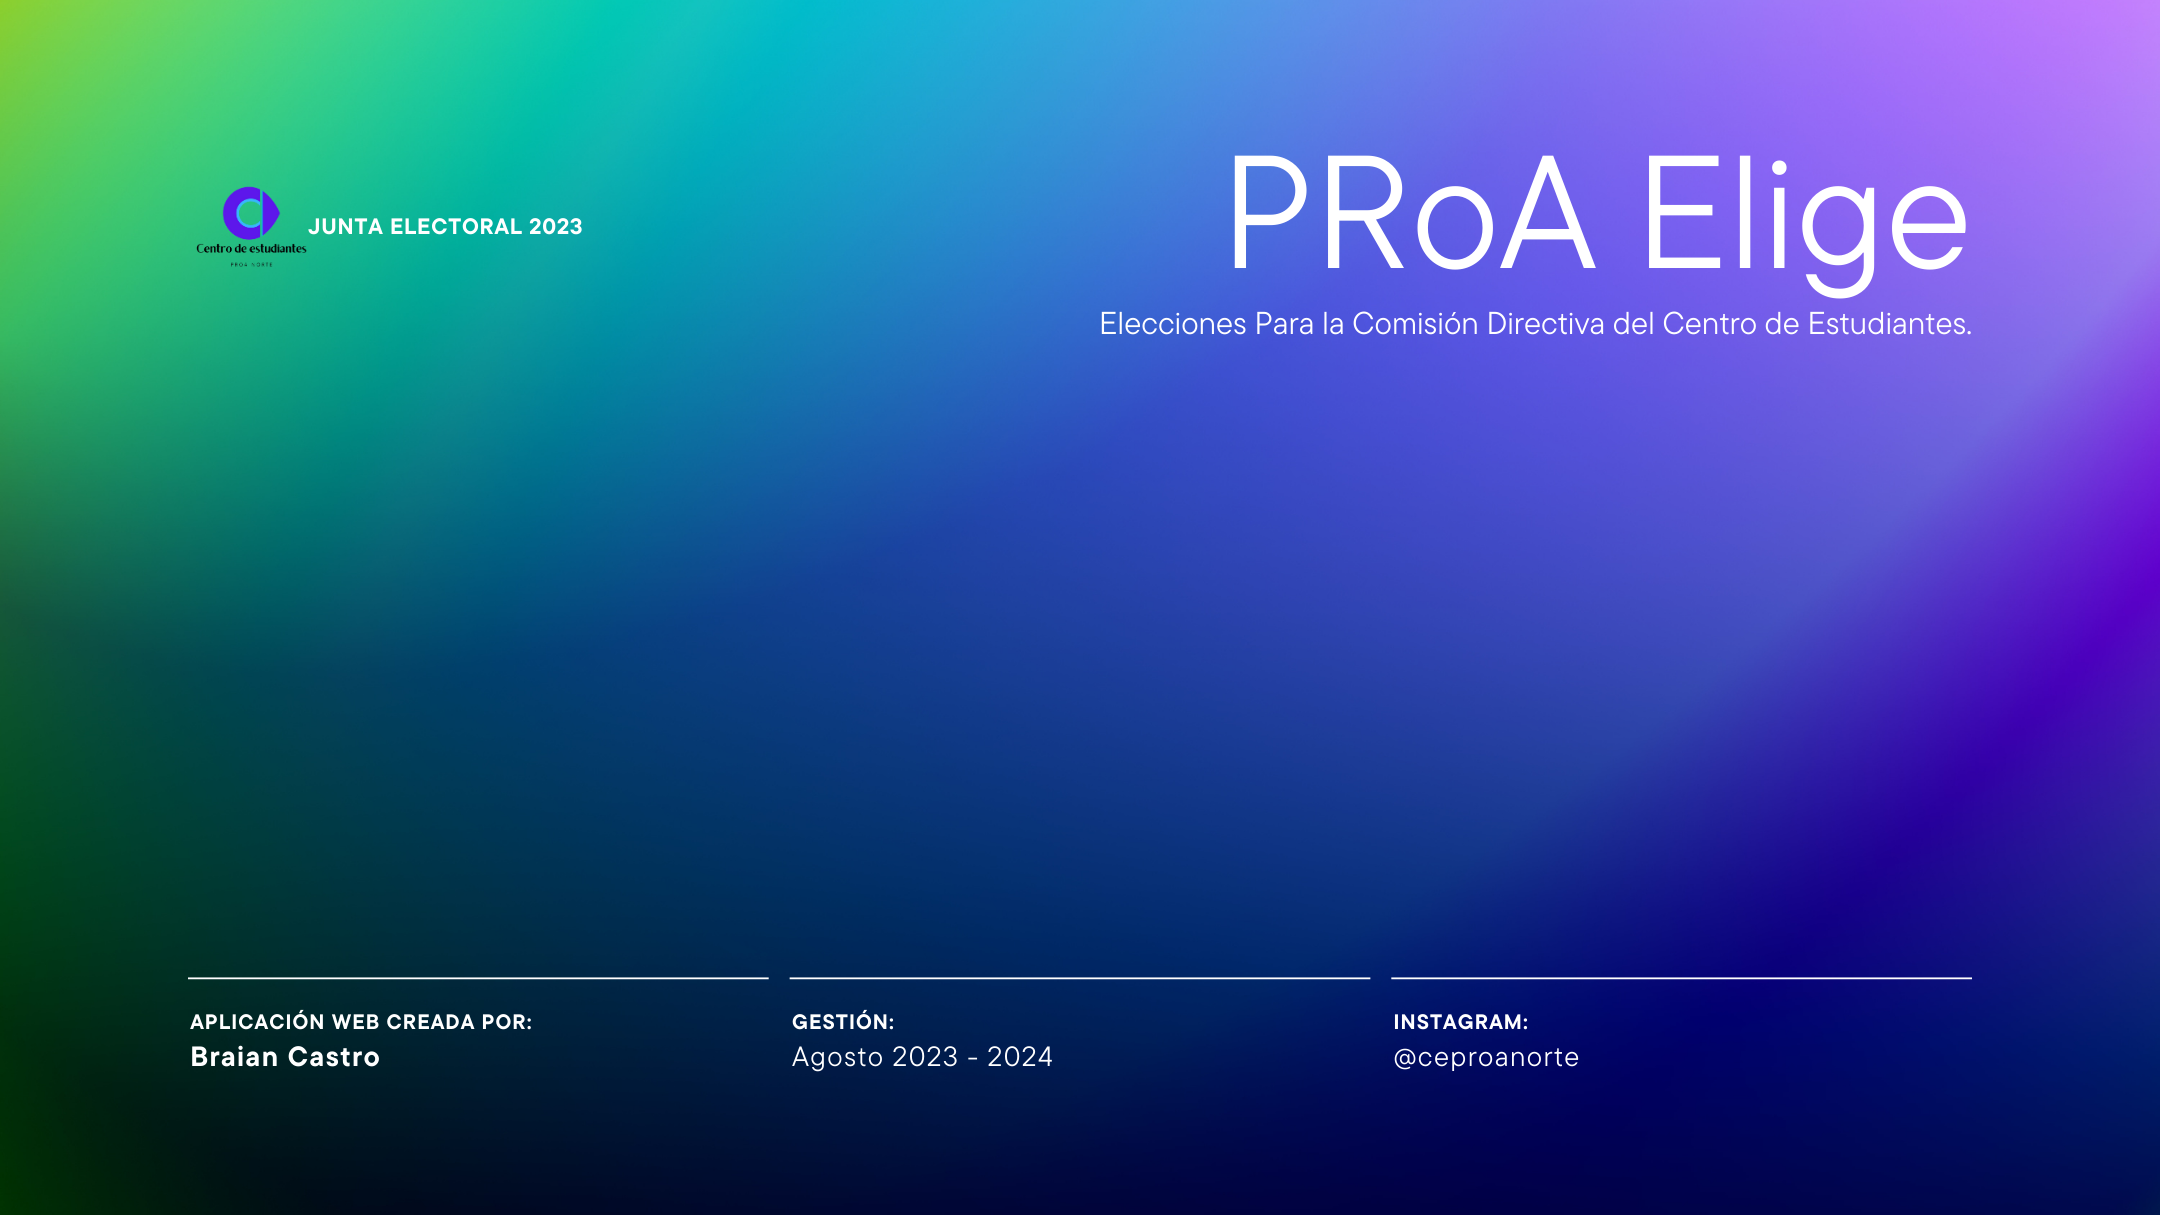 Centro de estudiantes
PROA NORTE
JUNTA ELECTORAL 2023
PRoA Elige
Elecciones Para la Comisión Directiva del Centro de Estudiantes.
APLICACIÓN WEB CREADA POR:
Braian Castro
GESTIÓN:
Agosto 2023 - 2024
INSTAGRAM:
@ceproanorte